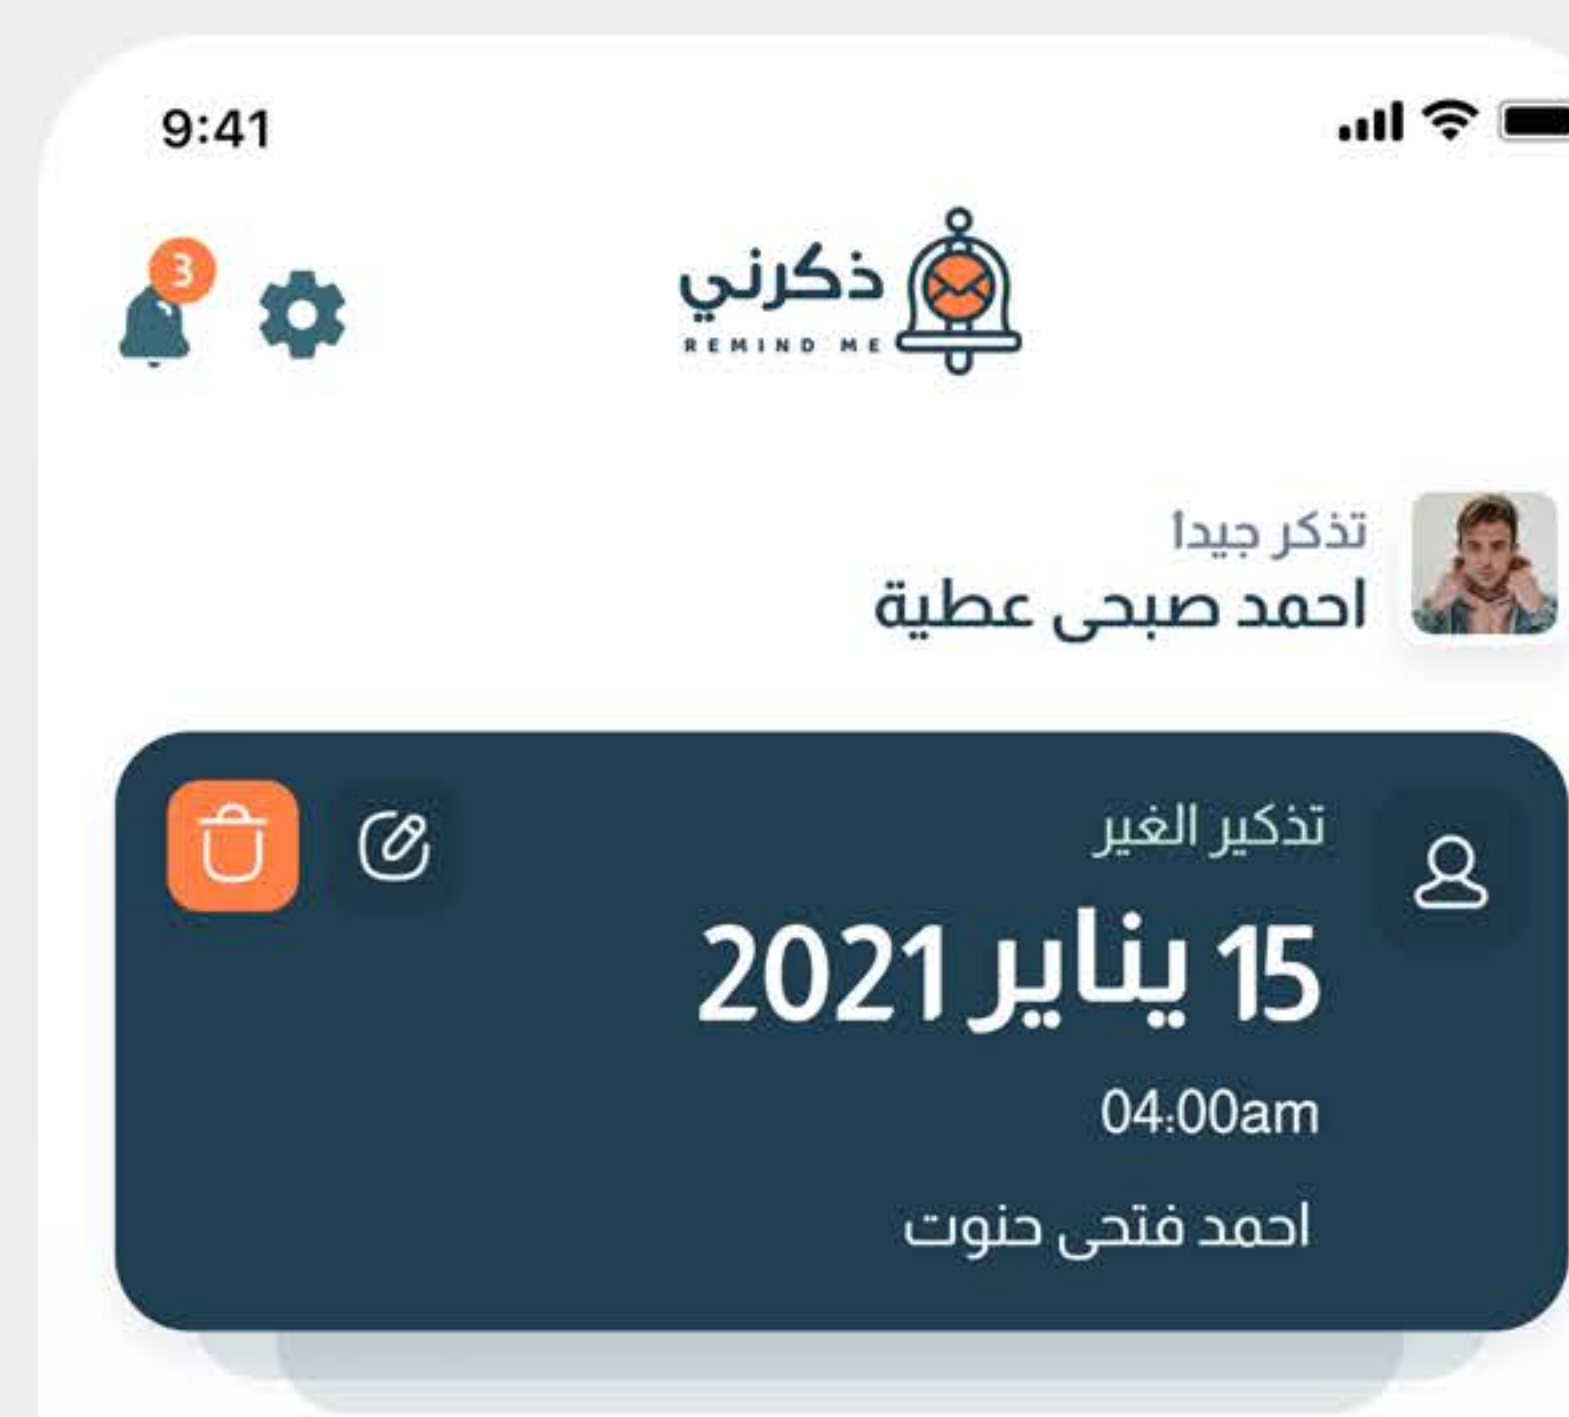 9:41
3
ذكرني
REMIND ME
تذكر جيدا
احمد صبحى عطية
تذكير الغير
15 يناير 2021
04:00am
احمد فتحى حنوت